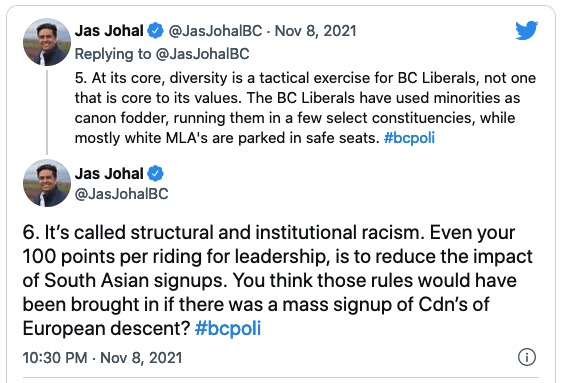 Jas Johal @JasJohalBC · Nov 8, 2021
Replying to @JasJohalBC
5. At its core, diversity is a tactical exercise for BC Liberals, not one
that is core to its values. The BC Liberals have used minorities as
canon fodder, running them in a few select constituencies, while
mostly white MLA's are parked in safe seats. #bcpoli
Jas Johal
@JasJohalBC
6. It’s called structural and institutional racism. Even your
100 points per riding for leadership, is to reduce the impact
of South Asian signups. You think those rules would have
been brought in if there was a mass signup of Cdn’s of
European descent? #bcpoli
10:30 PM · Nov 8, 2021